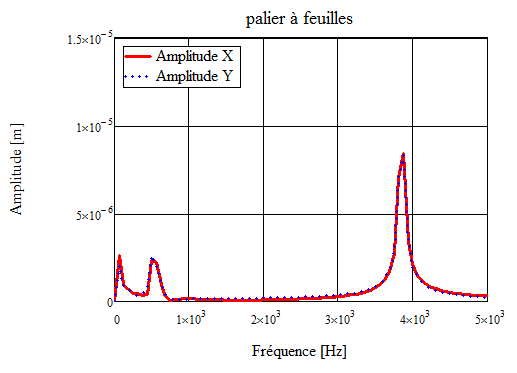 palier à feuilles
1.5×10⁻⁵
Amplitude X
Amplitude Y
1×10⁻⁵
Amplitude [m]
5×10⁻⁶
0
0 1×10³ 2×10³ 3×10³ 4×10³ 5×10³
Fréquence [Hz]